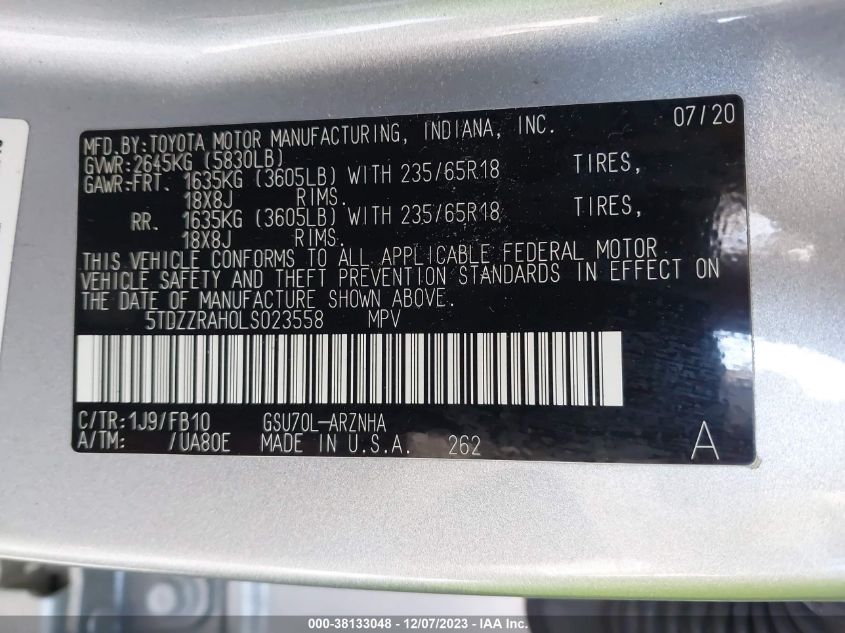 07/20
MFD.BY:TOYOTA MOTOR MANUFACTURING, INDIANA, INC.
GVWR:2645KG (5830LB)
GAWR:FRT. 1635KG (3605LB) WITH 235/65R18 TIRES,
18X8J RIMS.
RR. 1635KG (3605LB) WITH 235/65R18 TIRES,
18X8J RIMS.
THIS VEHICLE CONFORMS TO ALL APPLICABLE FEDERAL MOTOR
VEHICLE SAFETY AND THEFT PREVENTION STANDARDS IN EFFECT ON
THE DATE OF MANUFACTURE SHOWN ABOVE.
5TDZZRAH0LS023558 MPV
C/TR:1J9/FB10 GSU70L-ARZNHA
A/TM: /UA80E MADE IN U.S.A. 262 A
000-38133048 - 12/07/2023 - IAA Inc.